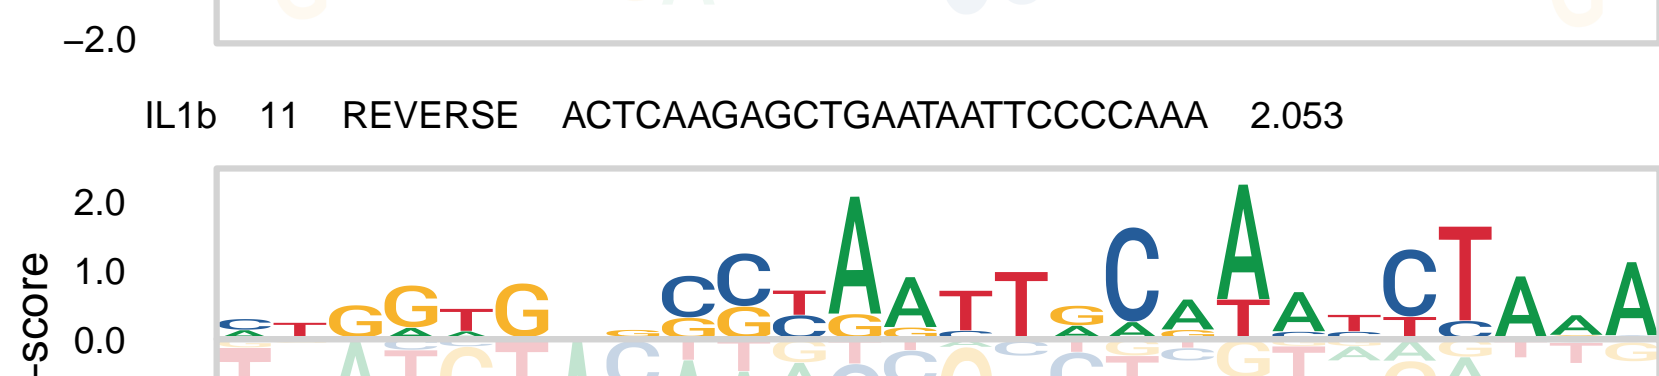 –2.0
IL1b 11 REVERSE ACTCAAGAGCTGAATAATTCCCCAAA 2.053
2.0
1.0
0.0
-score